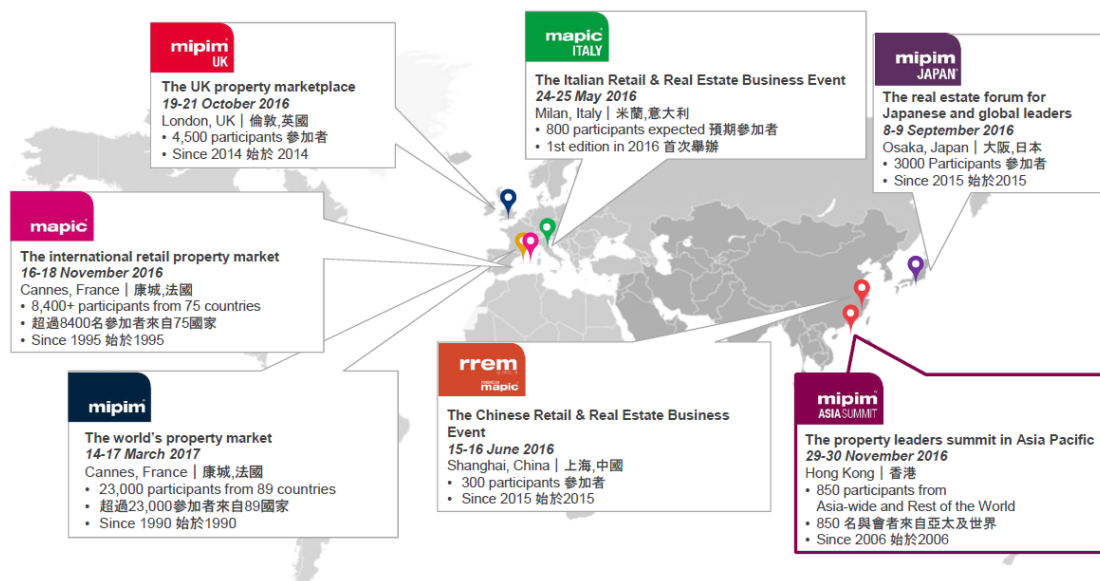 mipim
UK
The UK property marketplace
19-21 October 2016
London, UK | 倫敦,英國
• 4,500 participants 參加者
• Since 2014 始於 2014
mapic
ITALY
The Italian Retail & Real Estate Business Event
24-25 May 2016
Milan, Italy | 米蘭,意大利
• 800 participants expected 預期參加者
• 1st edition in 2016 首次舉辦
mipim
JAPAN
The real estate forum for
Japanese and global leaders
8-9 September 2016
Osaka, Japan | 大阪,日本
• 3000 Participants 參加者
• Since 2015 始於2015
mapic
The international retail property market
16-18 November 2016
Cannes, France | 康城,法國
• 8,400+ participants from 75 countries
• 超過8400名參加者來自75國家
• Since 1995 始於1995
mipim
The world's property market
14-17 March 2017
Cannes, France | 康城,法國
• 23,000 participants from 89 countries
• 超過23,000參加者來自89國家
• Since 1990 始於1990
rrem
mapic
The Chinese Retail & Real Estate Business
Event
15-16 June 2016
Shanghai, China | 上海,中國
• 300 participants 參加者
• Since 2015 始於2015
mipim
ASIA SUMMIT
The property leaders summit in Asia Pacific
29-30 November 2016
Hong Kong | 香港
• 850 participants from
Asia-wide and Rest of the World
• 850 名與會者來自亞太及世界
• Since 2006 始於2006